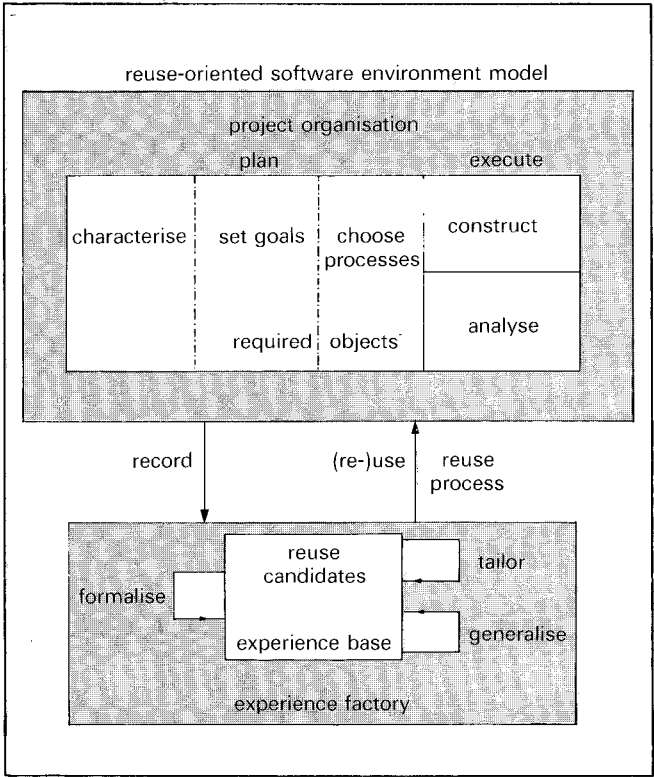 reuse-oriented software environment model
project organisation
plan
execute
characterise
set goals
choose
processes
construct
required objects
analyse
record
(re-)use
reuse
process
reuse
candidates
formalise
tailor
generalise
experience base
experience factory